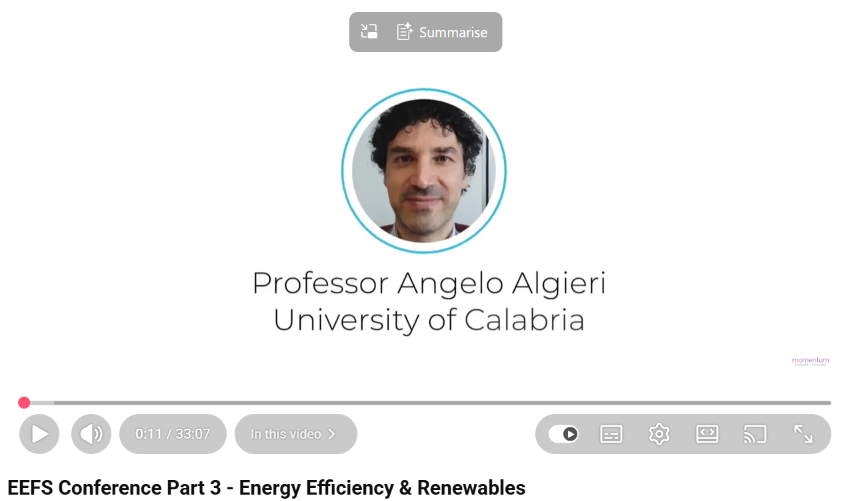 Summarise
Professor Angelo Algieri
University of Calabria
momentum
0:11 / 33:07
In this video
EEFS Conference Part 3 - Energy Efficiency & Renewables